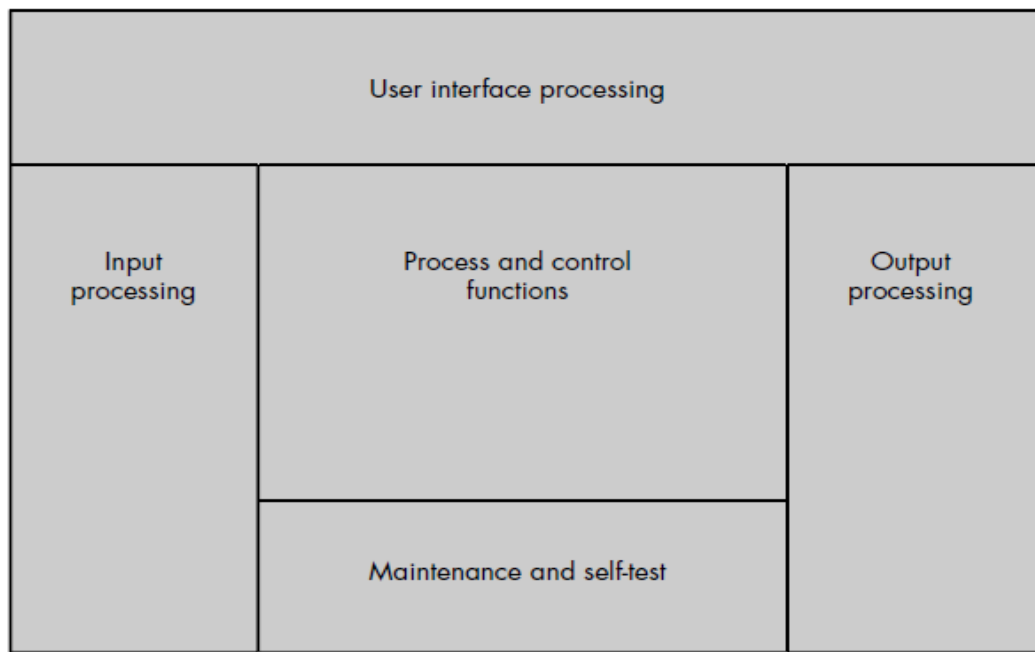 User interface processing
Input
processing
Process and control
functions
Output
processing
Maintenance and self-test